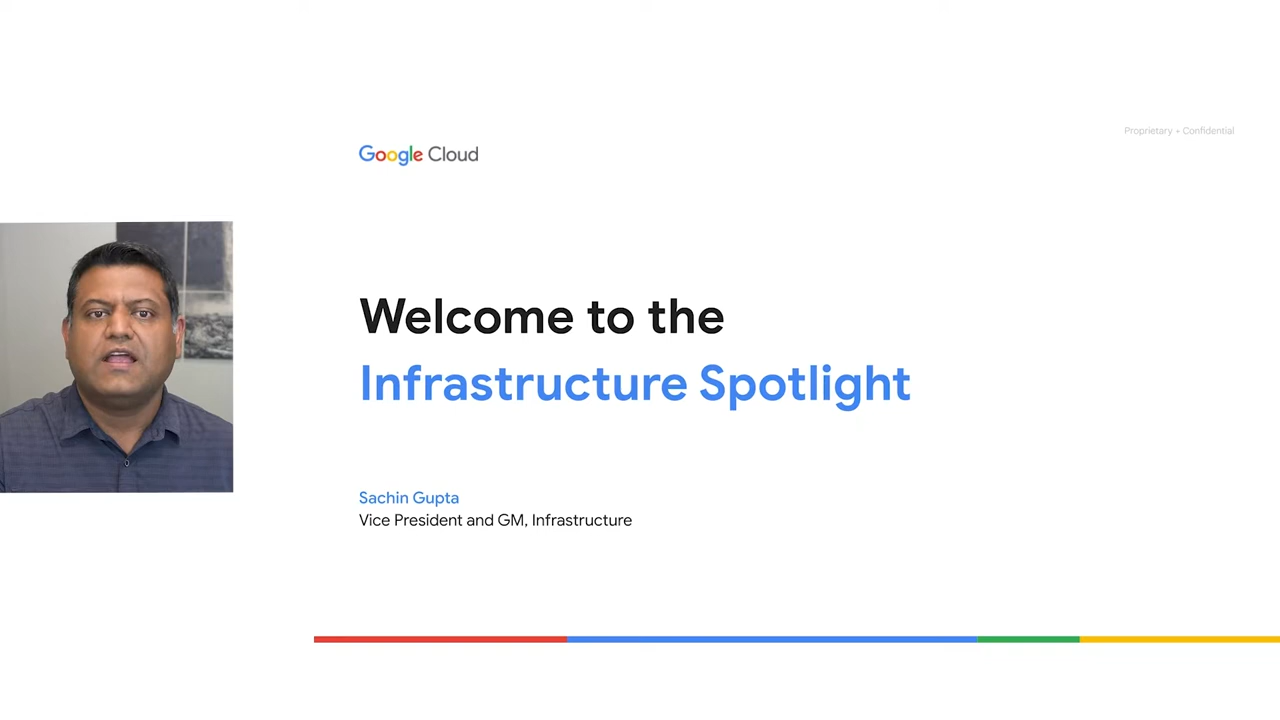 Proprietary + Confidential
Google Cloud
Welcome to the
Infrastructure Spotlight
Sachin Gupta
Vice President and GM, Infrastructure